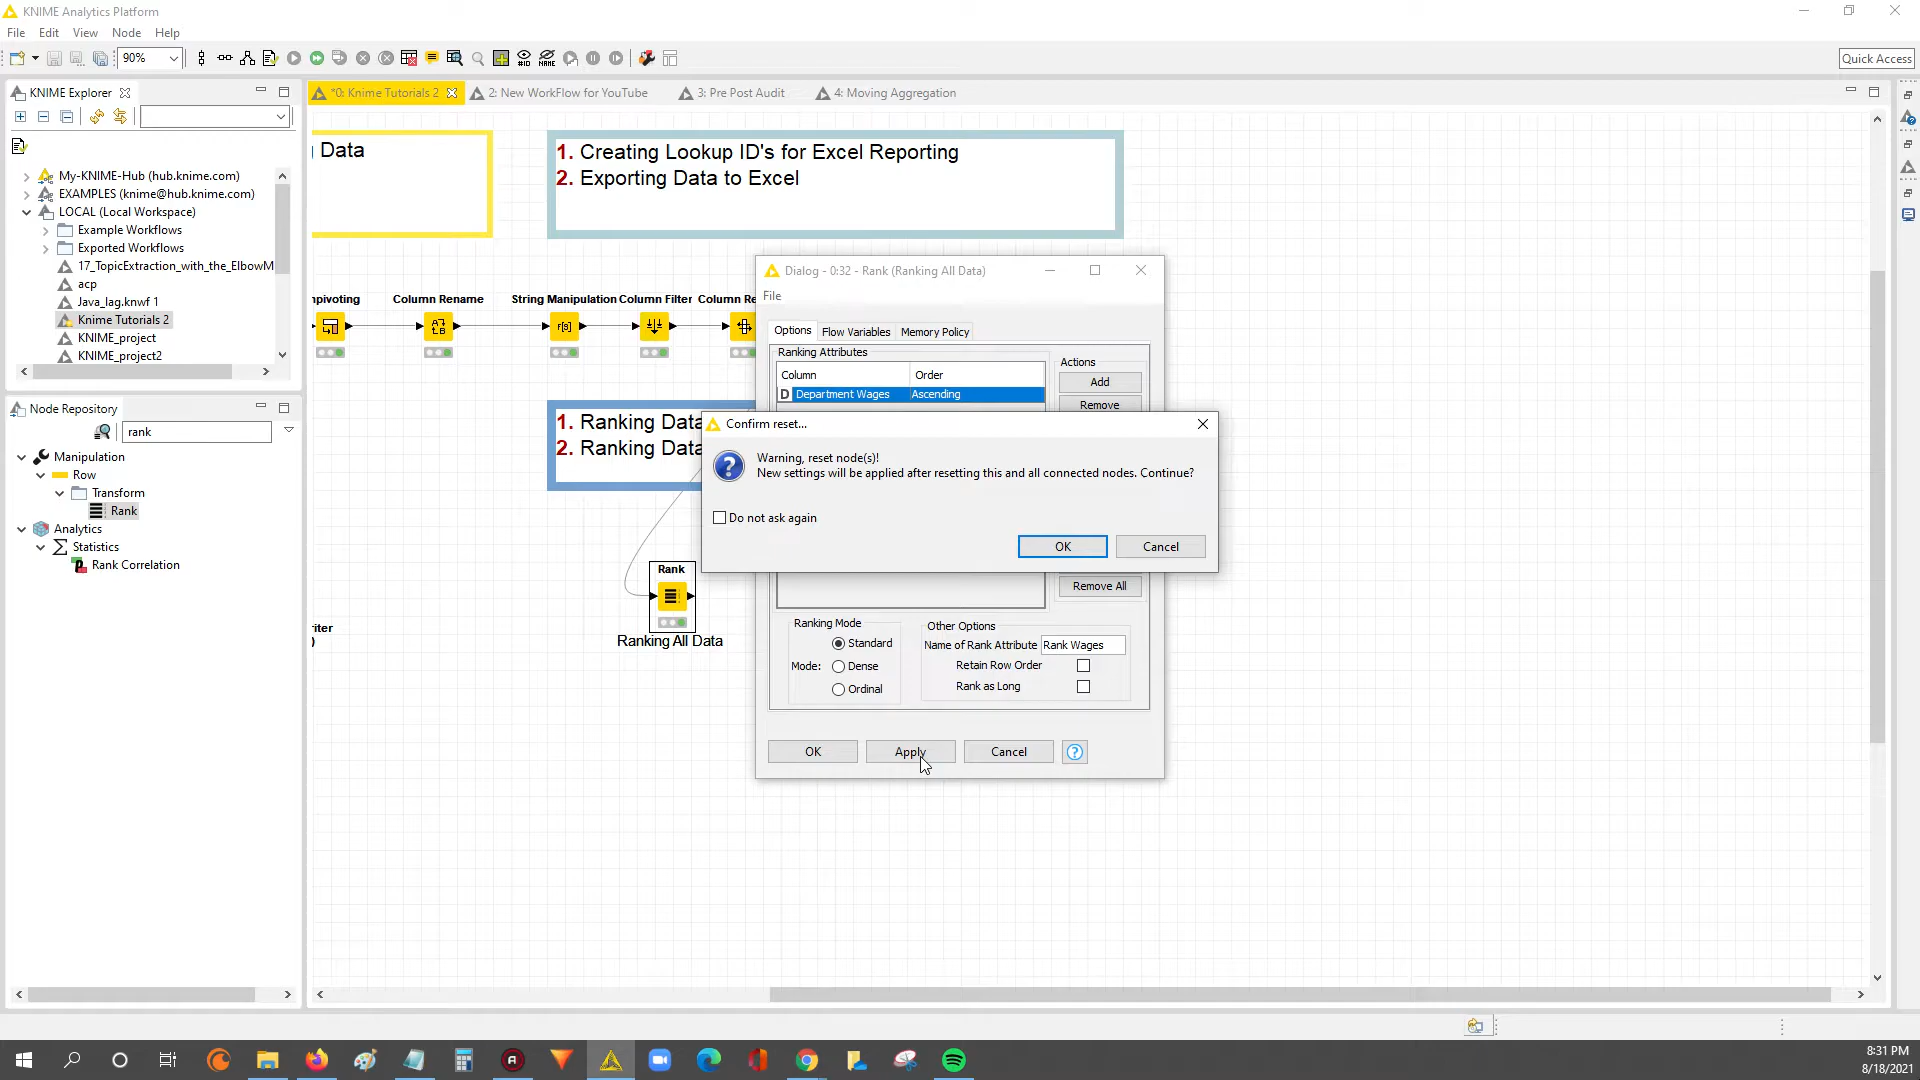 KNIME Analytics Platform
File Edit View Node Help
90%
Quick Access
KNIME Explorer
*0: Knime Tutorials 2
2: New WorkFlow for YouTube
3: Pre Post Audit
4: Moving Aggregation
My-KNIME-Hub (hub.knime.com)
EXAMPLES (knime@hub.knime.com)
LOCAL (Local Workspace)
Example Workflows
Exported Workflows
17_TopicExtraction_with_the_ElbowM
acp
Java_lag.knwf 1
Knime Tutorials 2
KNIME_project
KNIME_project2
Node Repository
rank
Manipulation
Row
Transform
Rank
Analytics
Statistics
Rank Correlation
Data
1. Creating Lookup ID's for Excel Reporting
2. Exporting Data to Excel
npivoting
Column Rename
String Manipulation
Column Filter
Column Re
1. Ranking Data
2. Ranking Data
Rank
Ranking All Data
iter
Dialog - 0:32 - Rank (Ranking All Data)
File
Options Flow Variables Memory Policy
Ranking Attributes
Column Order
D Department Wages Ascending
Actions
Add
Remove
Confirm reset...
Warning, reset node(s)!
New settings will be applied after resetting this and all connected nodes. Continue?
Do not ask again
OK Cancel
Remove All
Ranking Mode
Mode:
Standard
Dense
Ordinal
Other Options
Name of Rank Attribute Rank Wages
Retain Row Order
Rank as Long
OK Apply Cancel
8:31 PM
8/18/2021